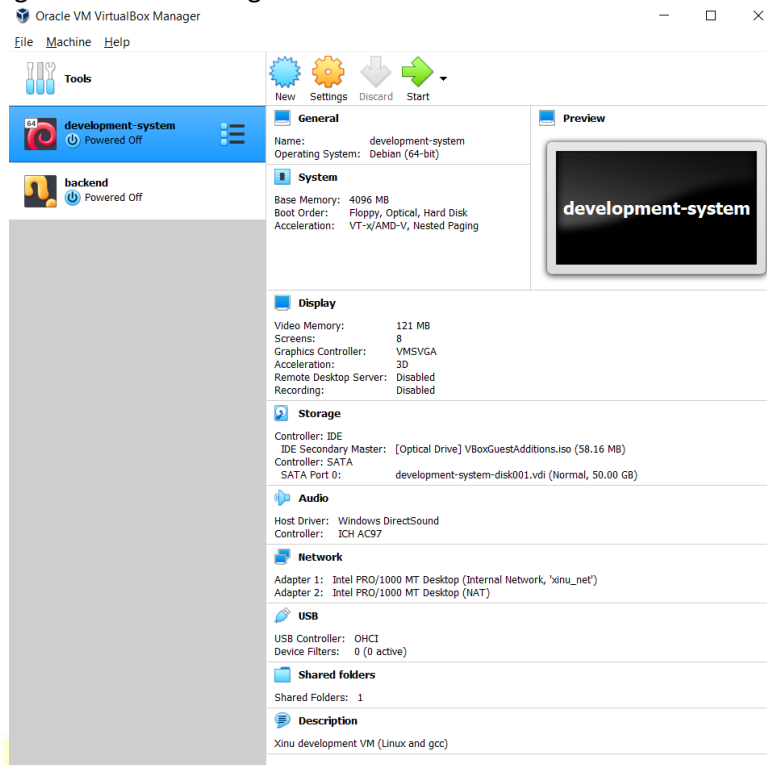 Oracle VM VirtualBox Manager
File Machine Help
Tools
64
development-system
Powered Off
backend
Powered Off
New Settings Discard Start
General
Name: development-system
Operating System: Debian (64-bit)
System
Base Memory: 4096 MB
Boot Order: Floppy, Optical, Hard Disk
Acceleration: VT-x/AMD-V, Nested Paging
Preview
development-system
Display
Video Memory: 121 MB
Screens: 8
Graphics Controller: VMSVGA
Acceleration: 3D
Remote Desktop Server: Disabled
Recording: Disabled
Storage
Controller: IDE
IDE Secondary Master: [Optical Drive] VBoxGuestAdditions.iso (58.16 MB)
Controller: SATA
SATA Port 0: development-system-disk001.vdi (Normal, 50.00 GB)
Audio
Host Driver: Windows DirectSound
Controller: ICH AC97
Network
Adapter 1: Intel PRO/1000 MT Desktop (Internal Network, 'xinu_net')
Adapter 2: Intel PRO/1000 MT Desktop (NAT)
USB
USB Controller: OHCI
Device Filters: 0 (0 active)
Shared folders
Shared Folders: 1
Description
Xinu development VM (Linux and gcc)